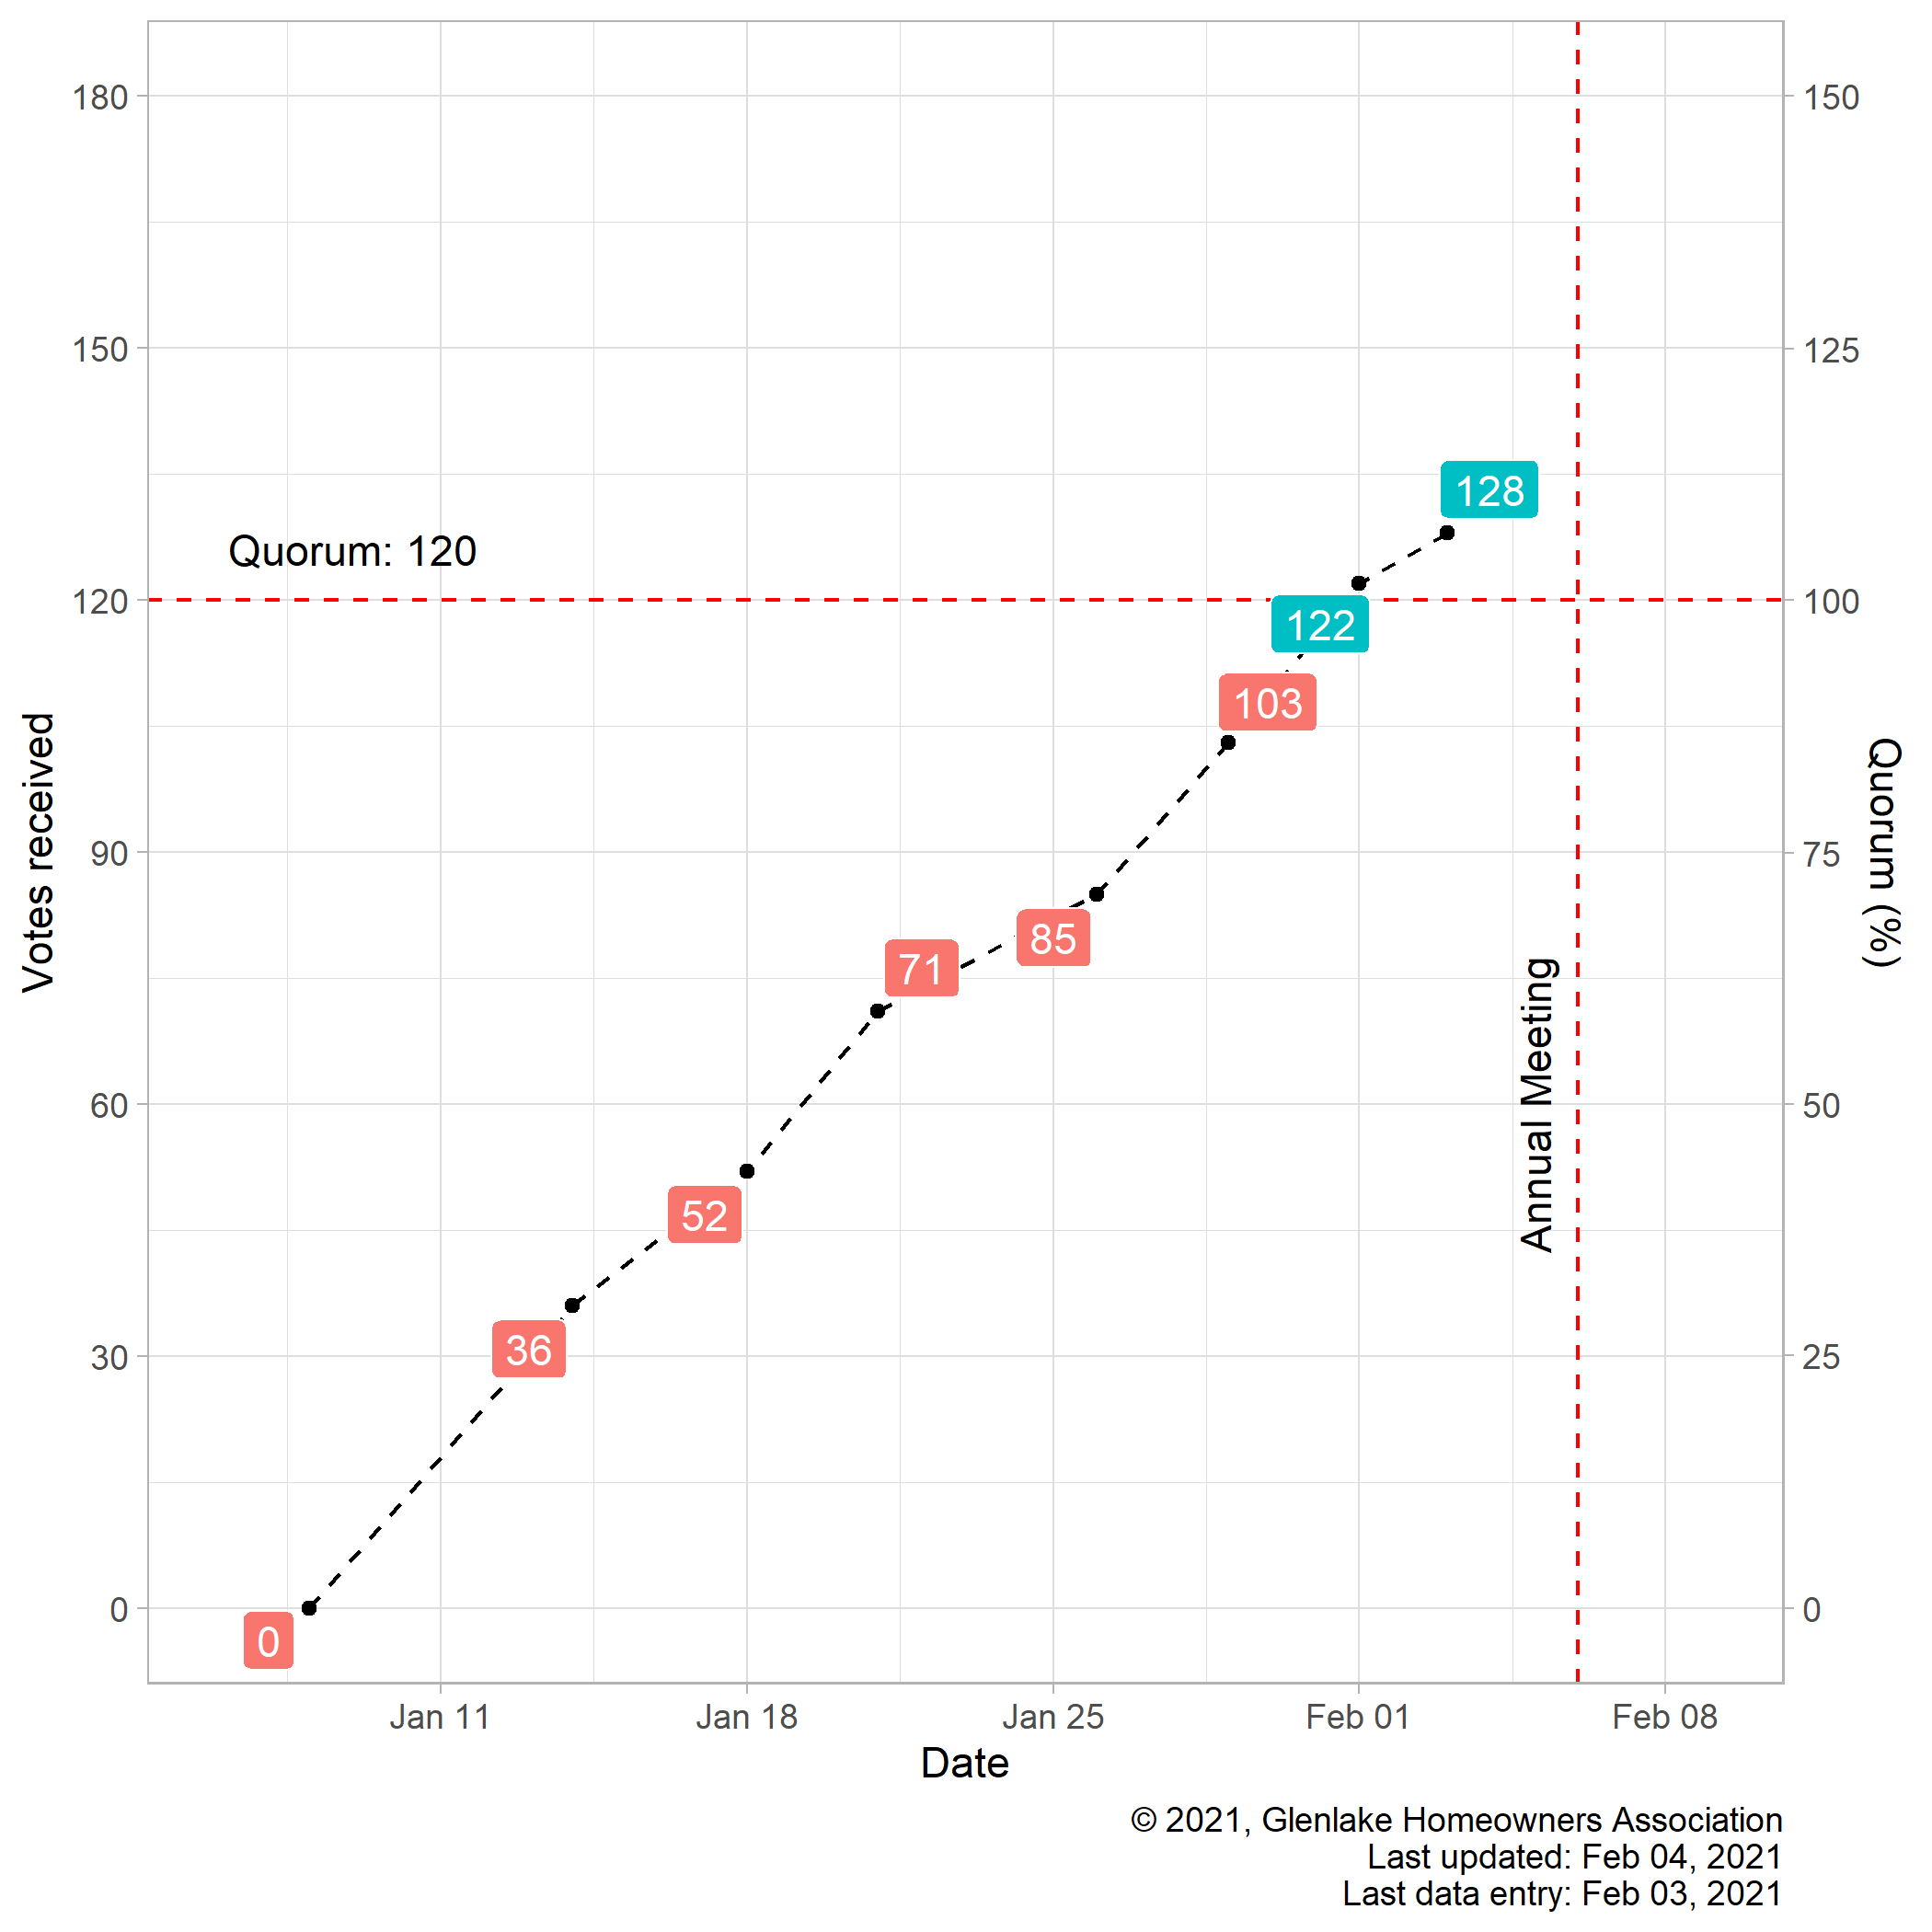 180
150
120
90
60
30
0
Votes received
150
125
100
75
50
25
0
Quorum (%)
Quorum: 120
Annual Meeting
0
36
52
71
85
103
122
128
Jan 11
Jan 18
Jan 25
Feb 01
Feb 08
Date
© 2021, Glenlake Homeowners Association
Last updated: Feb 04, 2021
Last data entry: Feb 03, 2021